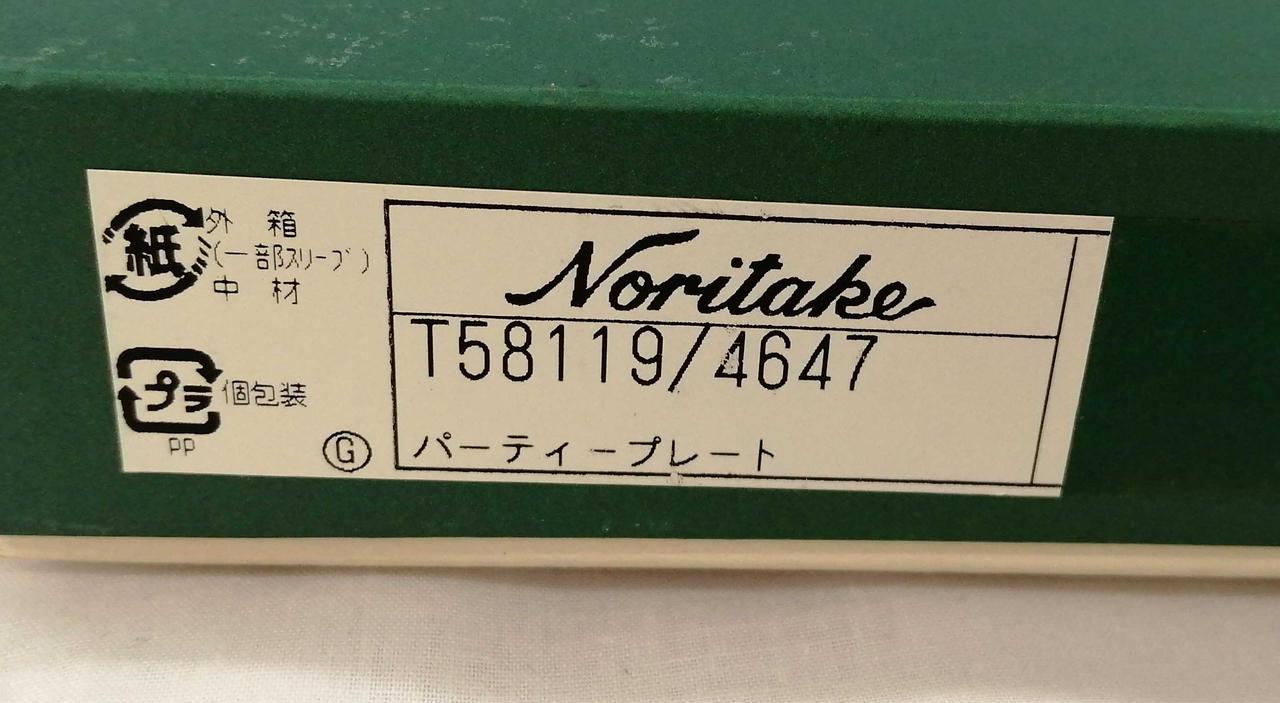 紙
外 箱
(一部スリーブ)
中 材
プラ
個包装
PP
G
Noritake
T58119/4647
パーティープレート